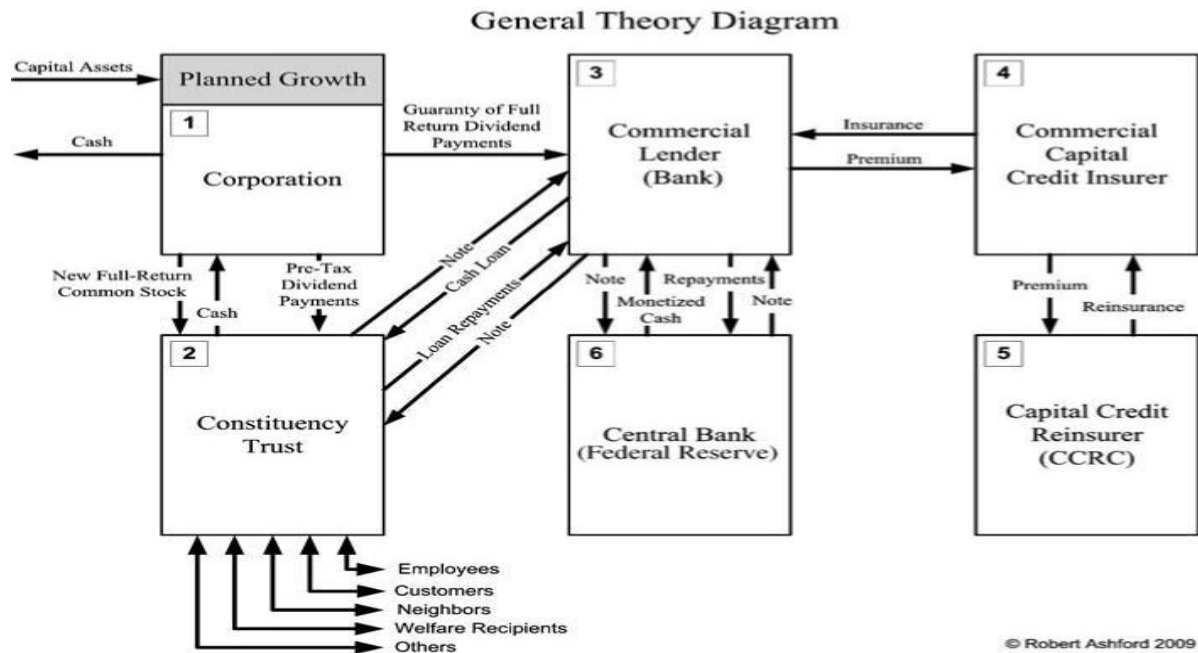 General Theory Diagram
Capital Assets
Planned Growth
1
Corporation
Cash
Guaranty of Full
Return Dividend
Payments
3
Commercial
Lender
(Bank)
Insurance
Premium
4
Commercial
Capital
Credit Insurer
New Full-Return
Common Stock
Cash
Pre-Tax
Dividend
Payments
Note
Cash Loan
Loan Repayments
Note
Note
Monetized
Cash
Repayments
Note
Premium
Reinsurance
2
Constituency
Trust
6
Central Bank
(Federal Reserve)
5
Capital Credit
Reinsurer
(CCRC)
Employees
Customers
Neighbors
Welfare Recipients
Others
© Robert Ashford 2009